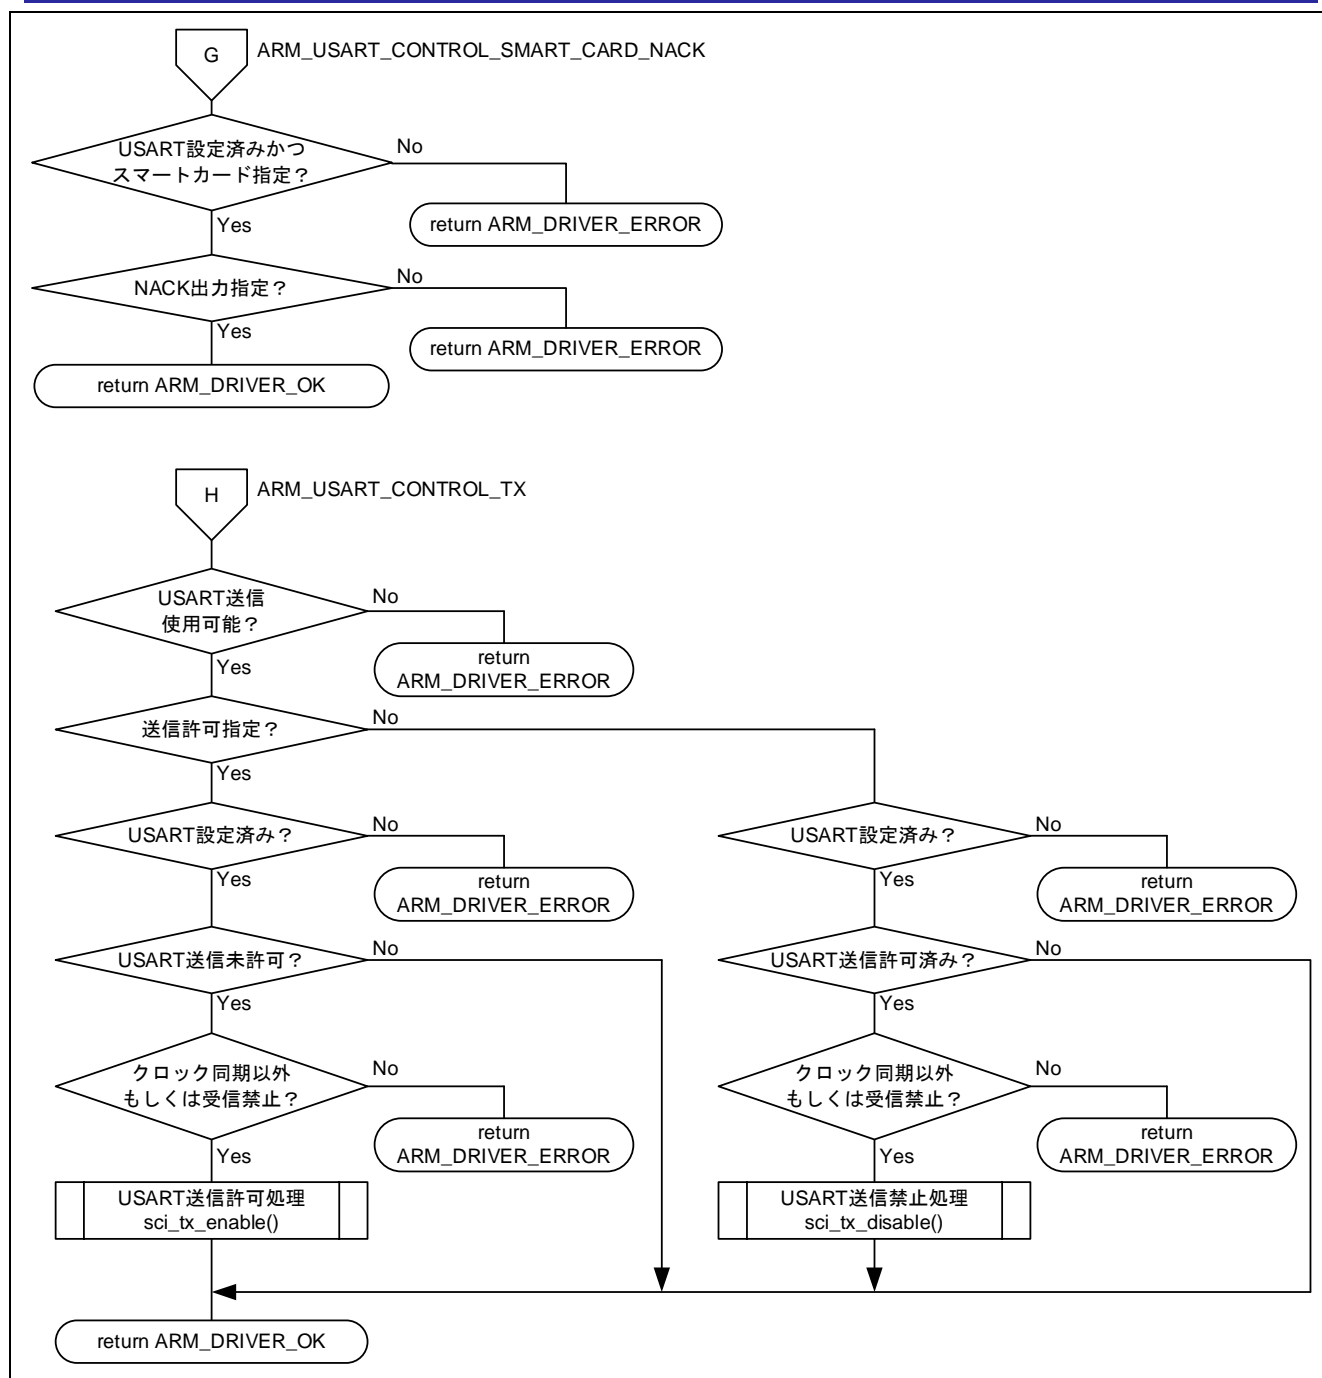 G
ARM_USART_CONTROL_SMART_CARD_NACK
USART設定済みかつ
スマートカード指定？
No
return ARM_DRIVER_ERROR
Yes
NACK出力指定？
No
return ARM_DRIVER_ERROR
Yes
return ARM_DRIVER_OK
H
ARM_USART_CONTROL_TX
USART送信
使用可能？
No
return
ARM_DRIVER_ERROR
Yes
送信許可指定？
No
Yes
USART設定済み？
No
return
ARM_DRIVER_ERROR
Yes
USART送信未許可？
No
Yes
クロック同期以外
もしくは受信禁止？
No
return
ARM_DRIVER_ERROR
Yes
USART送信許可処理
sci_tx_enable()
USART設定済み？
No
return
ARM_DRIVER_ERROR
Yes
USART送信許可済み？
No
Yes
クロック同期以外
もしくは受信禁止？
No
return
ARM_DRIVER_ERROR
Yes
USART送信禁止処理
sci_tx_disable()
return ARM_DRIVER_OK